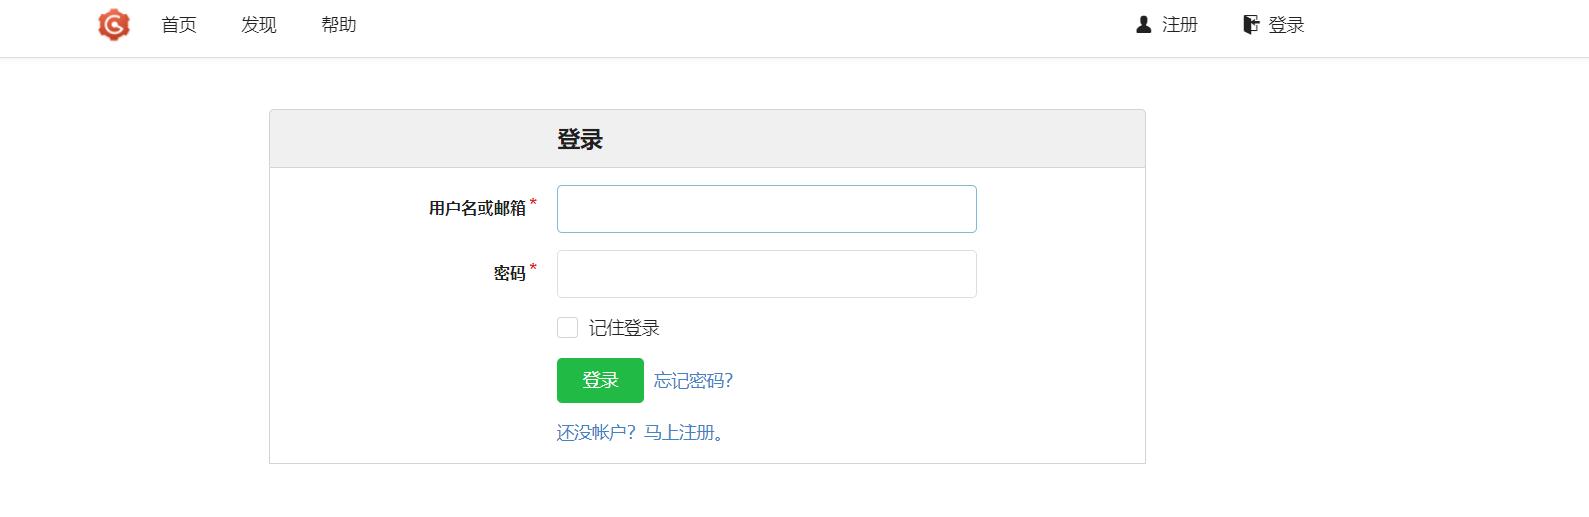 首页 发现 帮助 注册 登录
登录
用户名或邮箱*
密码*
记住登录
登录 忘记密码?
还没帐户？马上注册。